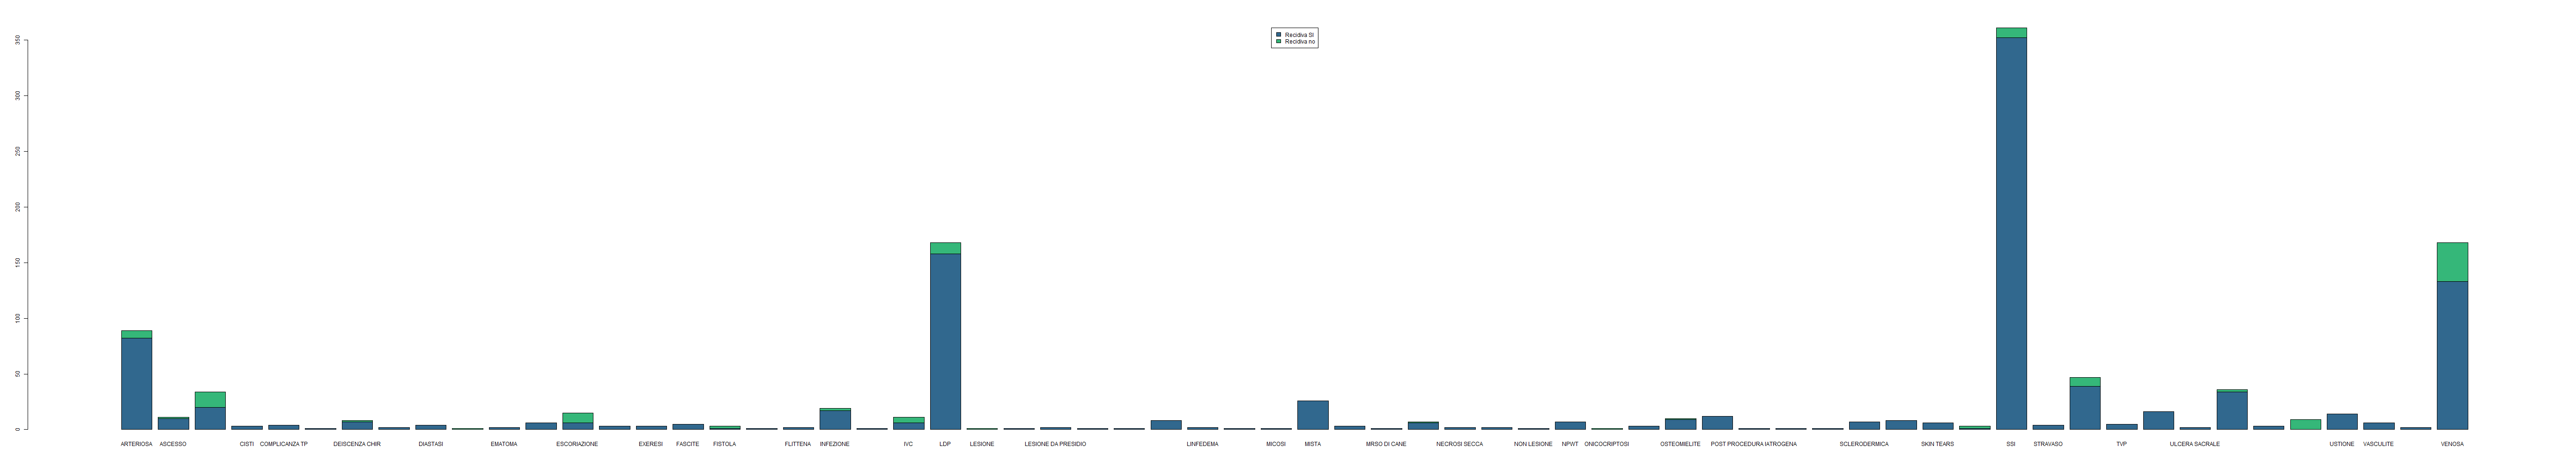 Recidiva SI
Recidiva no
350
300
250
200
150
100
50
0
ARTERIOSA ASCESSO CISTI COMPLICANZA TP DEISCENZA CHIR DIASTASI EMATOMA ESCORIAZIONE EXERESI FASCITE FISTOLA FLITTENA INFEZIONE IVC LDP LESIONE LESIONE DA PRESIDIO LINFEDEMA MICOSI MISTA MRSO DI CANE NECROSI SECCA NON LESIONE NPWT ONICOCRIPTOSI OSTEOMIELITE POST PROCEDURA IATROGENA SCLERODERMICA SKIN TEARS SSI STRAVASO TVP ULCERA SACRALE USTIONE VASCULITE VENOSA